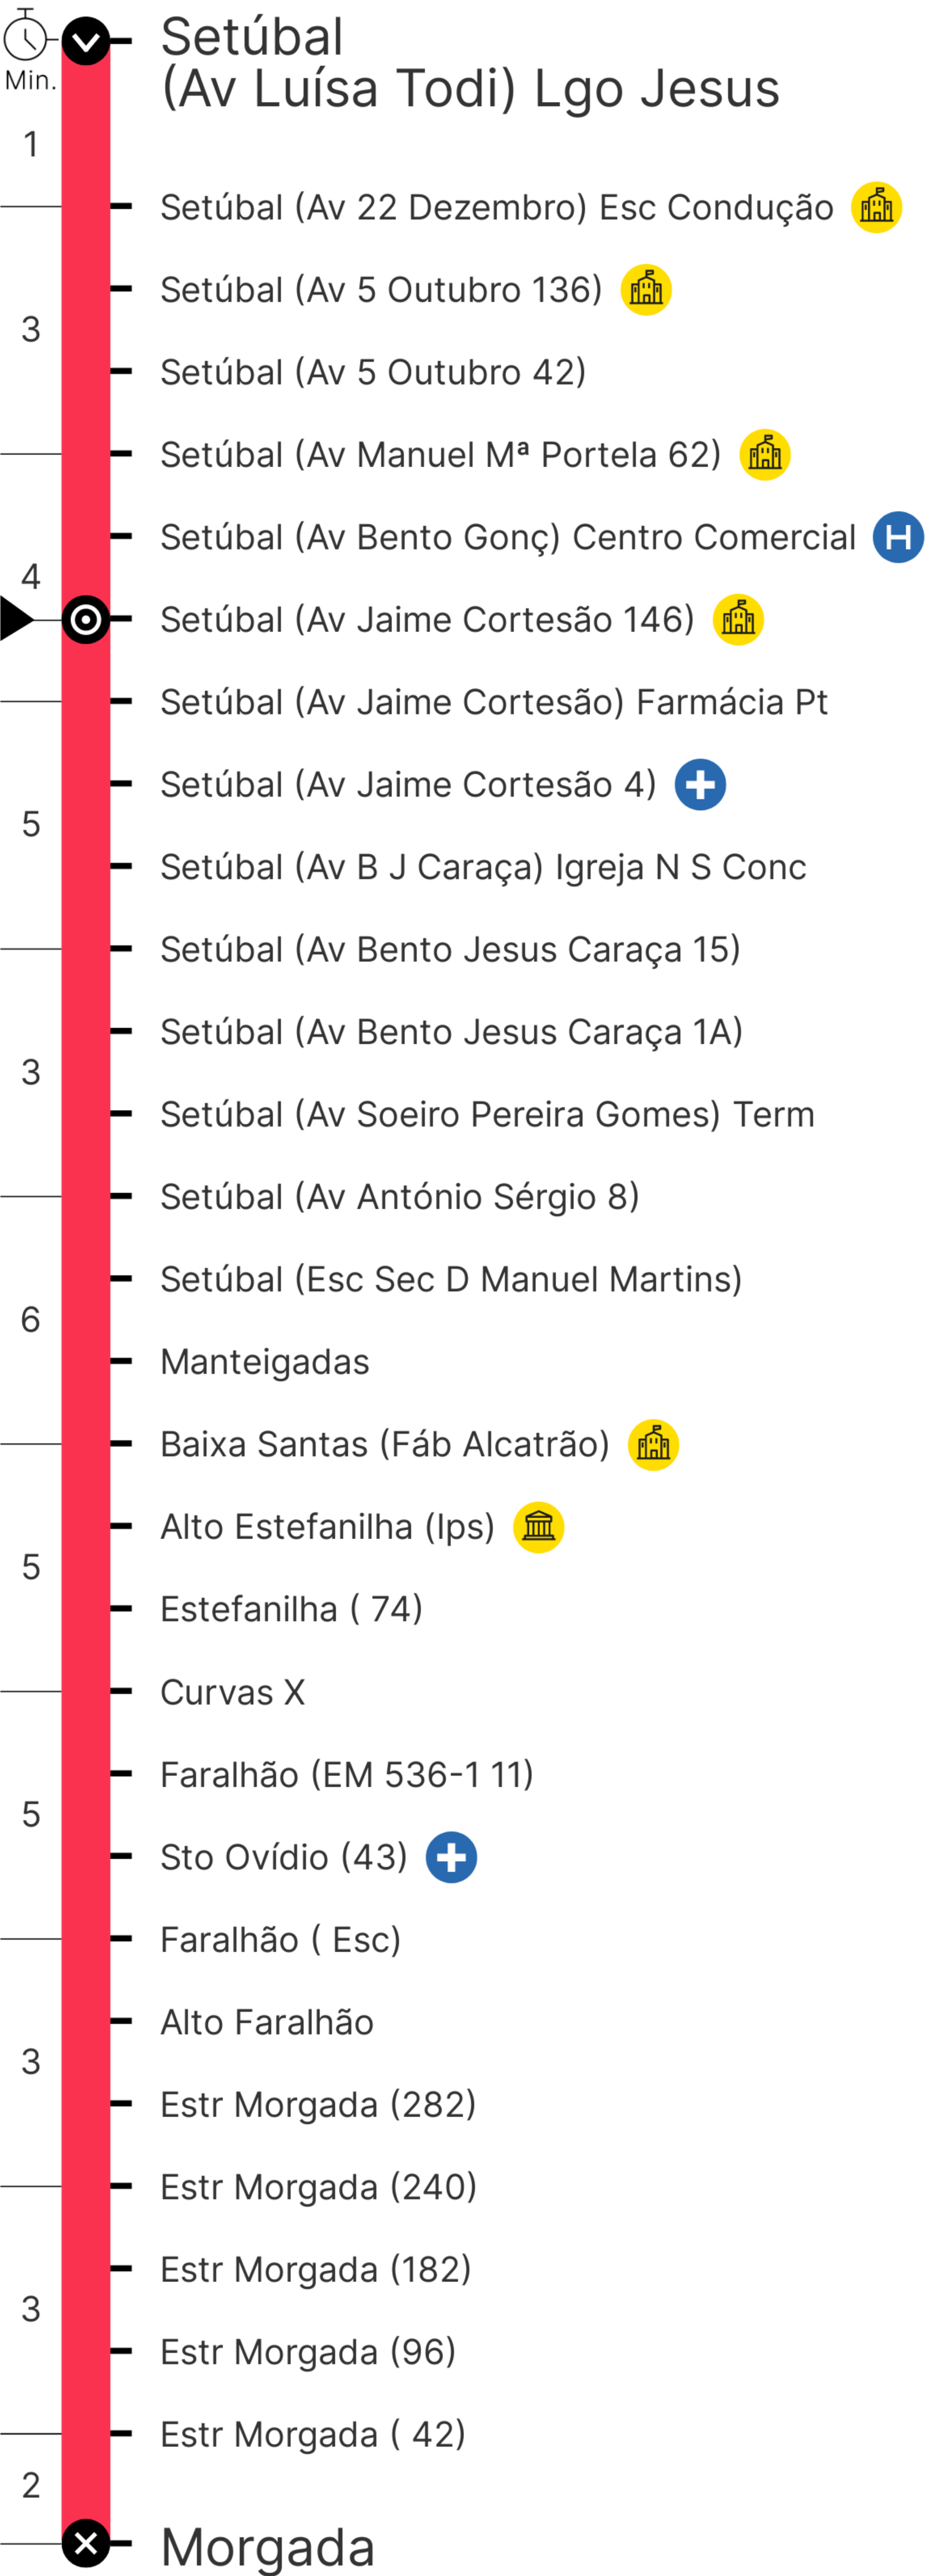 Setúbal
(Av Luísa Todi) Lgo Jesus
Min.
1
Setúbal (Av 22 Dezembro) Esc Condução
Setúbal (Av 5 Outubro 136)
3
Setúbal (Av 5 Outubro 42)
Setúbal (Av Manuel Mª Portela 62)
Setúbal (Av Bento Gonç) Centro Comercial H
4
Setúbal (Av Jaime Cortesão 146)
Setúbal (Av Jaime Cortesão) Farmácia Pt
Setúbal (Av Jaime Cortesão 4)
5
Setúbal (Av B J Caraça) Igreja N S Conc
Setúbal (Av Bento Jesus Caraça 15)
Setúbal (Av Bento Jesus Caraça 1A)
3
Setúbal (Av Soeiro Pereira Gomes) Term
Setúbal (Av António Sérgio 8)
Setúbal (Esc Sec D Manuel Martins)
6
Manteigadas
Baixa Santas (Fáb Alcatrão)
Alto Estefanilha (Ips)
5
Estefanilha ( 74)
Curvas X
Faralhão (EM 536-1 11)
5
Sto Ovídio (43)
Faralhão ( Esc)
Alto Faralhão
3
Estr Morgada (282)
Estr Morgada (240)
Estr Morgada (182)
3
Estr Morgada (96)
Estr Morgada ( 42)
2
Morgada